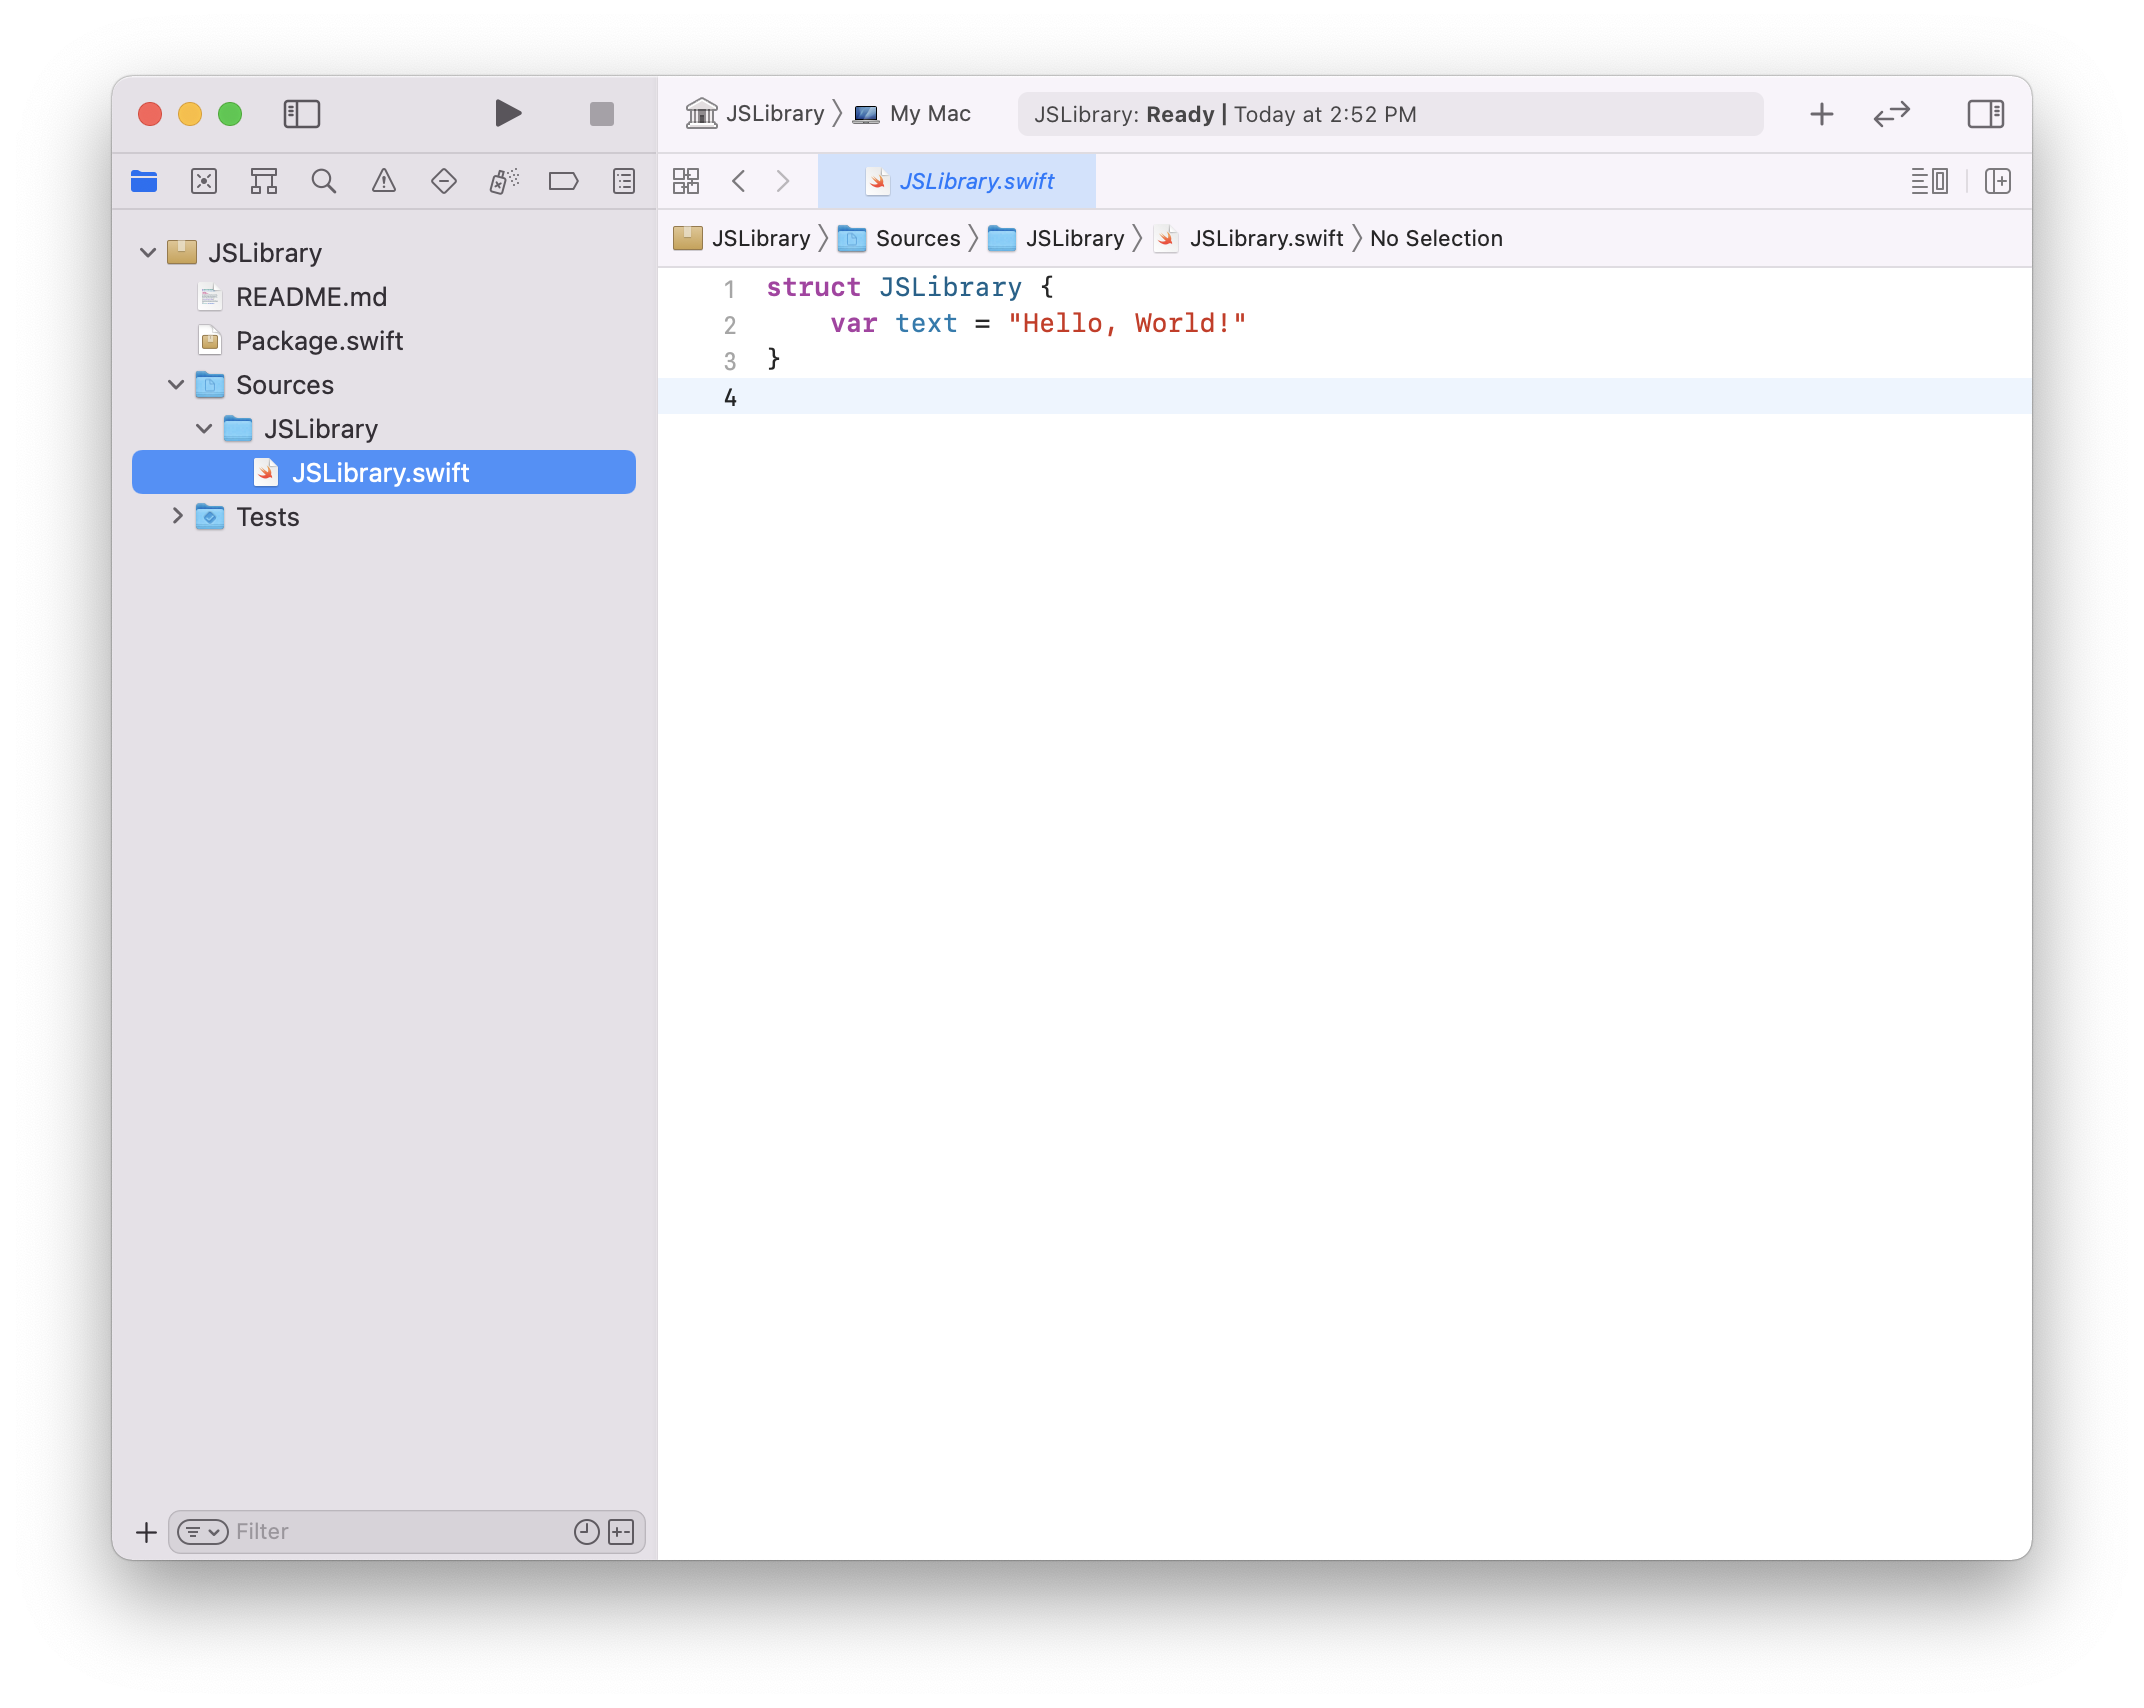 JSLibrary My Mac JSLibrary: Ready | Today at 2:52 PM
JSLibrary.swift
JSLibrary
README.md
Package.swift
Sources
JSLibrary
JSLibrary.swift
Tests
Filter
JSLibrary Sources JSLibrary JSLibrary.swift No Selection
1 struct JSLibrary {
2     var text = "Hello, World!"
3 }
4